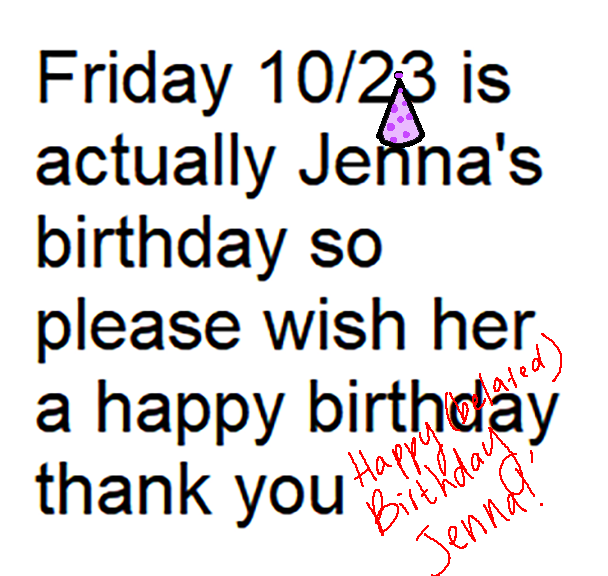 Friday 10/23 is
actually Jenna's
birthday so
please wish her
a happy birthday
thank you
Happy (belated)
Birthday
Jenna!